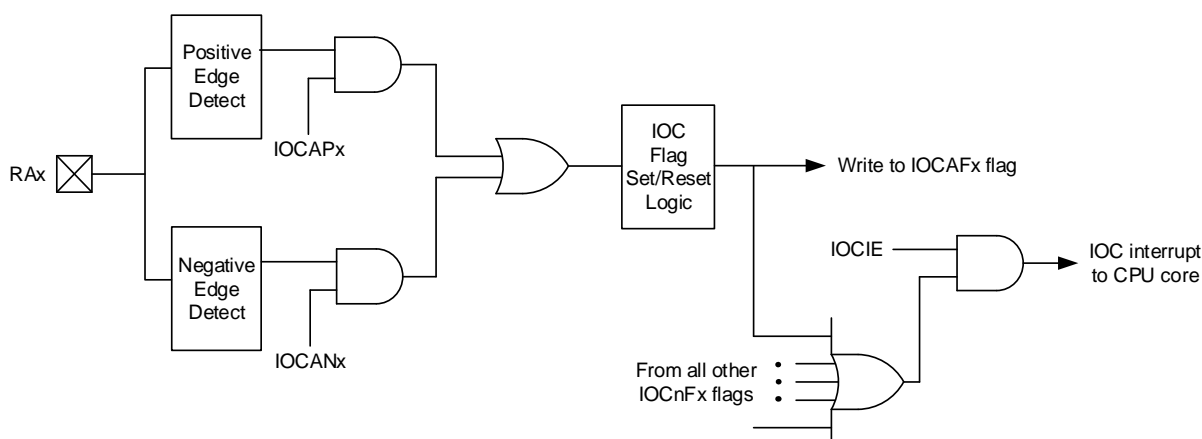 Positive
Edge
Detect
IOCAPx
RAx
Negative
Edge
Detect
IOCANx
IOC
Flag
Set/Reset
Logic
Write to IOCAFx flag
IOCIE
IOC interrupt
to CPU core
From all other
IOCnFx flags